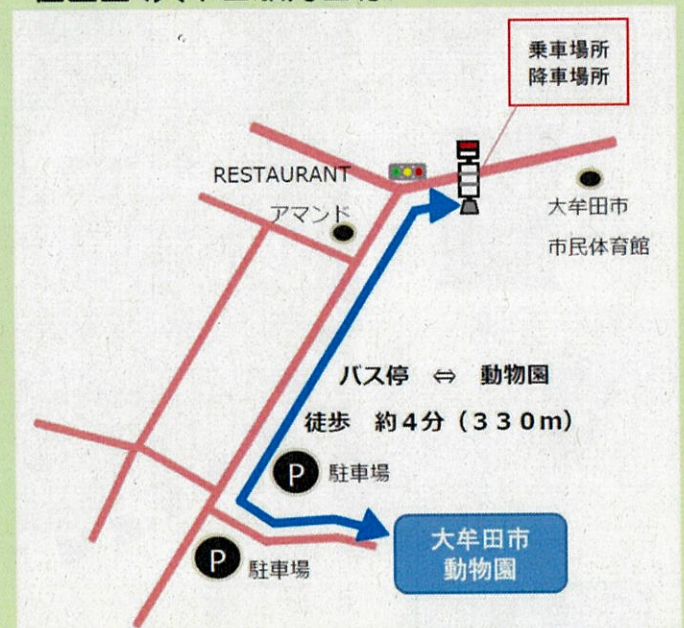 乗車場所
降車場所
RESTAURANT
アマンド
大牟田市
市民体育館
バス停 ⇔ 動物園
徒歩 約4分(330m)
P 駐車場
P 駐車場
大牟田市
動物園